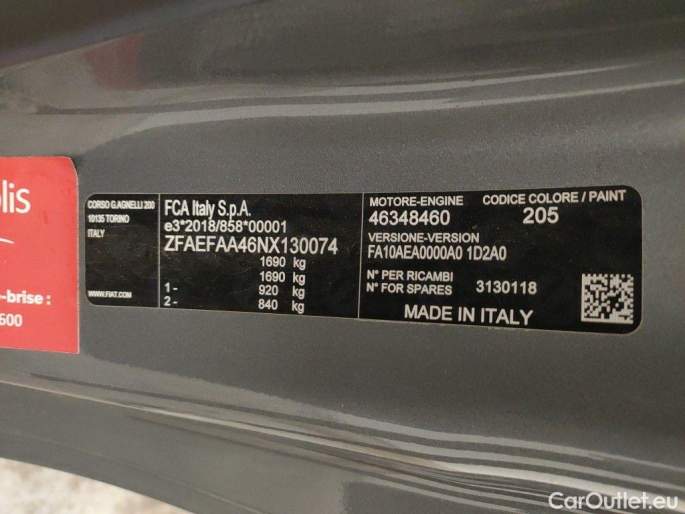 lis
-brise :
600
CORSO G.AGNELLI 200
10135 TORINO
ITALY
WWW.FIAT.COM
FCA Italy S.p.A.
e3*2018/858*00001
ZFAEFAA46NX130074
1690 kg
1690 kg
1- 920 kg
2- 840 kg
MOTORE-ENGINE
46348460
CODICE COLORE / PAINT
205
VERSIONE-VERSION
FA10AEA0000A0 1D2A0
N° PER RICAMBI
N° FOR SPARES 3130118
MADE IN ITALY
CarOutlet.eu